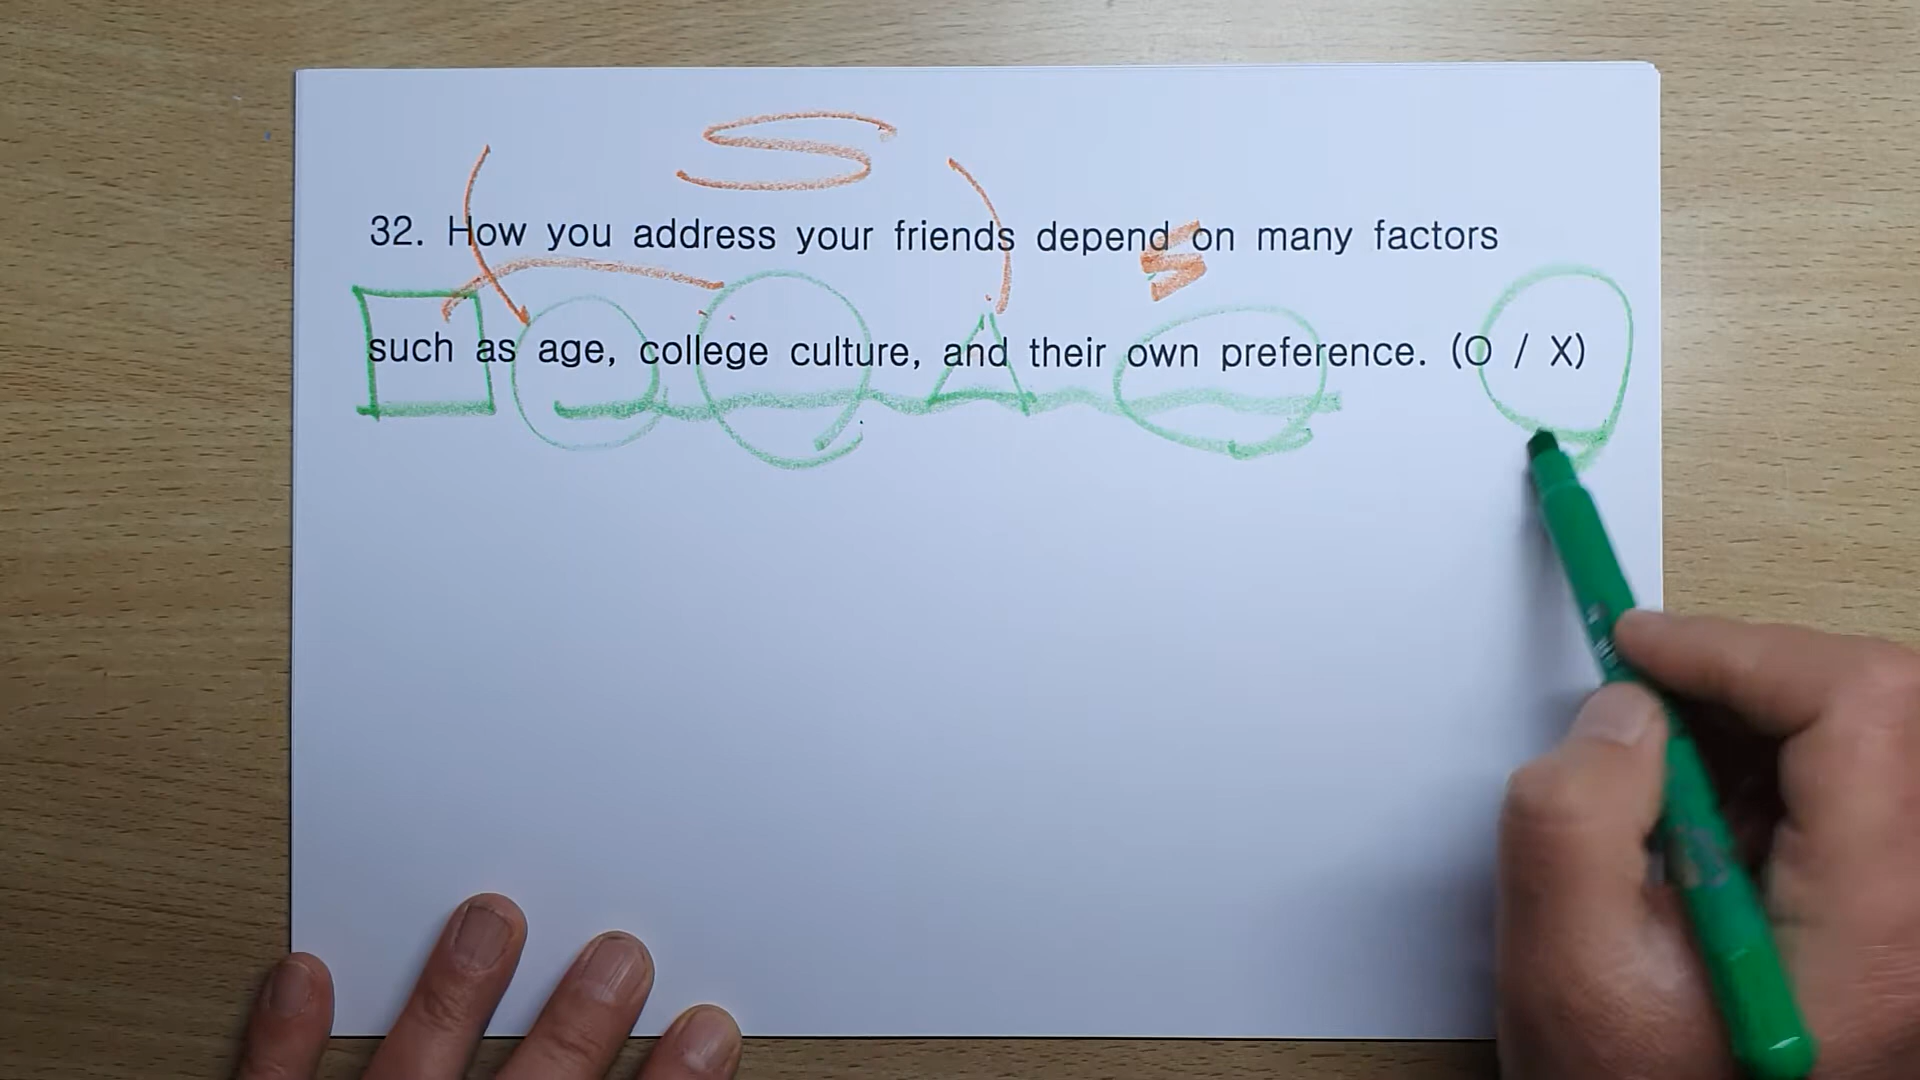 S
32. How you address your friends depend on many factors
s
such as age, college culture, and their own preference. (O / X)